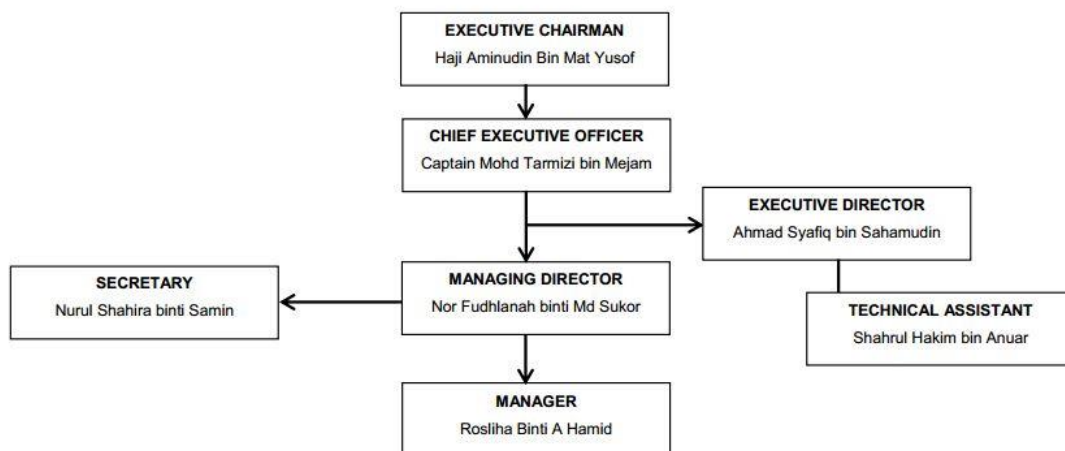 EXECUTIVE CHAIRMAN
Haji Aminudin Bin Mat Yusof
CHIEF EXECUTIVE OFFICER
Captain Mohd Tarmizi bin Mejam
EXECUTIVE DIRECTOR
Ahmad Syafiq bin Sahamudin
SECRETARY
Nurul Shahira binti Samin
MANAGING DIRECTOR
Nor Fudhlanah binti Md Sukor
TECHNICAL ASSISTANT
Shahrul Hakim bin Anuar
MANAGER
Rosliha Binti A Hamid